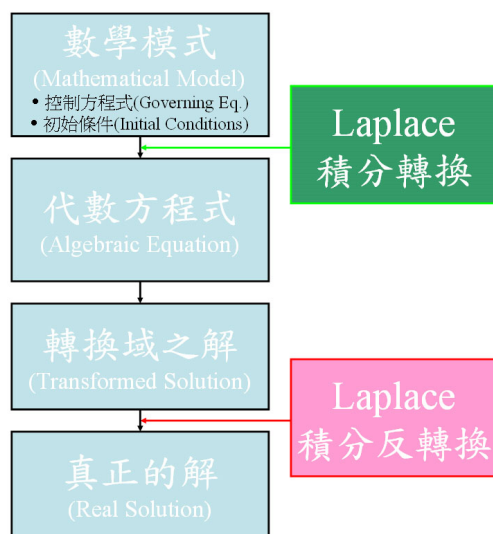 數學模式
(Mathematical Model)
• 控制方程式(Governing Eq.)
• 初始條件(Initial Conditions)
Laplace
積分轉換
代數方程式
(Algebraic Equation)
轉換域之解
(Transformed Solution)
Laplace
積分反轉換
真正的解
(Real Solution)